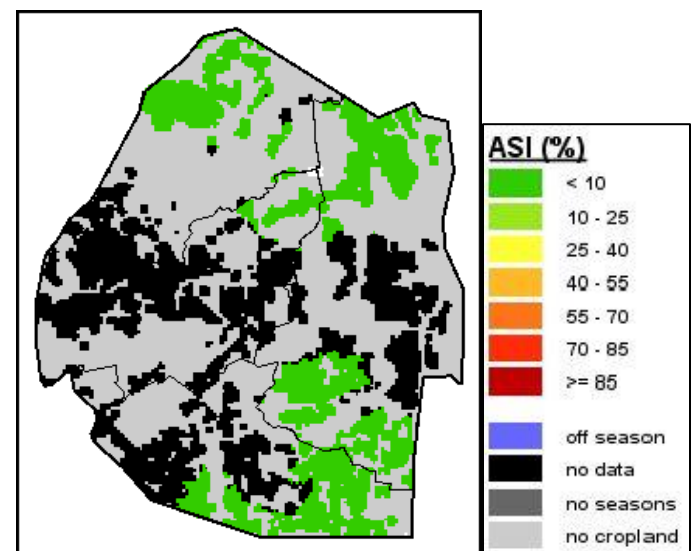 ASI (%)
< 10
10 - 25
25 - 40
40 - 55
55 - 70
70 - 85
>= 85
off season
no data
no seasons
no cropland